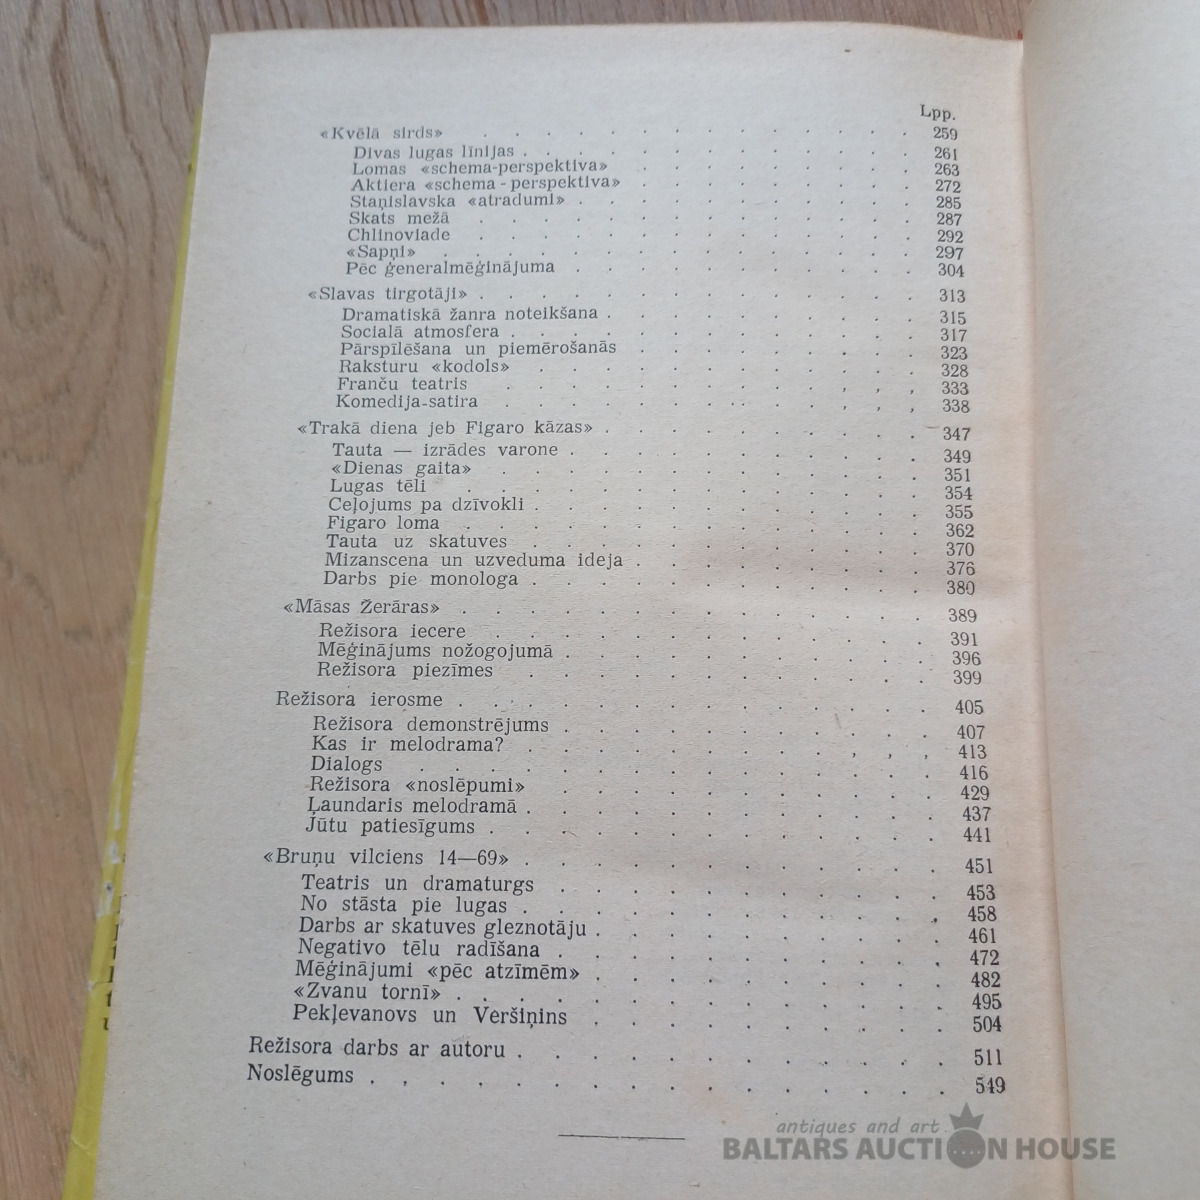 Lpp.
«Kvēlā sirds» . . . . . . . . . . . . . . 259
Divas lugas līnijas . . . . . . . . . . . . 261
Lomas «schema-perspektiva» . . . . . . . . . 263
Aktiera «schema-perspektiva» . . . . . . . . . 272
Staņislavska «atradumi» . . . . . . . . . . . 285
Skats mežā . . . . . . . . . . . . . . 287
Chlinoviade . . . . . . . . . . . . . . 292
«Sapņi» . . . . . . . . . . . . . . . 297
Pēc ģeneralmēģinājuma . . . . . . . . . . . 304
«Slavas tirgotāji» . . . . . . . . . . . . . . 313
Dramatiskā žanra noteikšana . . . . . . . . . . 315
Socialā atmosfera . . . . . . . . . . . . . 317
Pārspīlēšana un piemērošanās . . . . . . . . . 323
Raksturu «kodols» . . . . . . . . . . . . 328
Franču teatris . . . . . . . . . . . . . 333
Komedija-satira . . . . . . . . . . . . . 338
«Trakā diena jeb Figaro kāzas» . . . . . . . . . . 347
Tauta — izrādes varone . . . . . . . . . . . 349
«Dienas gaita» . . . . . . . . . . . . . 351
Lugas tēli . . . . . . . . . . . . . . 354
Ceļojums pa dzīvokli . . . . . . . . . . . . 355
Figaro loma . . . . . . . . . . . . . . 362
Tauta uz skatuves . . . . . . . . . . . . 370
Mizanscena un uzveduma ideja . . . . . . . . . 376
Darbs pie monologa . . . . . . . . . . . . 380
«Māsas Žerāras» . . . . . . . . . . . . . . 389
Režisora iecere . . . . . . . . . . . . . 391
Mēģinājums nožogojumā . . . . . . . . . . . 396
Režisora piezīmes . . . . . . . . . . . . 399
Režisora ierosme . . . . . . . . . . . . . . 405
Režisora demonstrējums . . . . . . . . . . . 407
Kas ir melodrama? . . . . . . . . . . . . 413
Dialogs . . . . . . . . . . . . . . . 416
Režisora «noslēpumi» . . . . . . . . . . . 429
Ļaundaris melodramā . . . . . . . . . . . . 437
Jūtu patiesīgums . . . . . . . . . . . . . 441
«Bruņu vilciens 14—69» . . . . . . . . . . . . 451
Teatris un dramaturgs . . . . . . . . . . . 453
No stāsta pie lugas . . . . . . . . . . . . 458
Darbs ar skatuves gleznotāju . . . . . . . . . . 461
Negativo tēlu radīšana . . . . . . . . . . . 472
Mēģinājumi «pēc atzīmēm» . . . . . . . . . . 482
«Zvanu tornī» . . . . . . . . . . . . . . 495
Pekļevanovs un Veršiņins . . . . . . . . . . 504
Režisora darbs ar autoru . . . . . . . . . . . . 511
Noslēgums . . . . . . . . . . . . . . . . 549
antiques and art
BALTARS AUCTION HOUSE